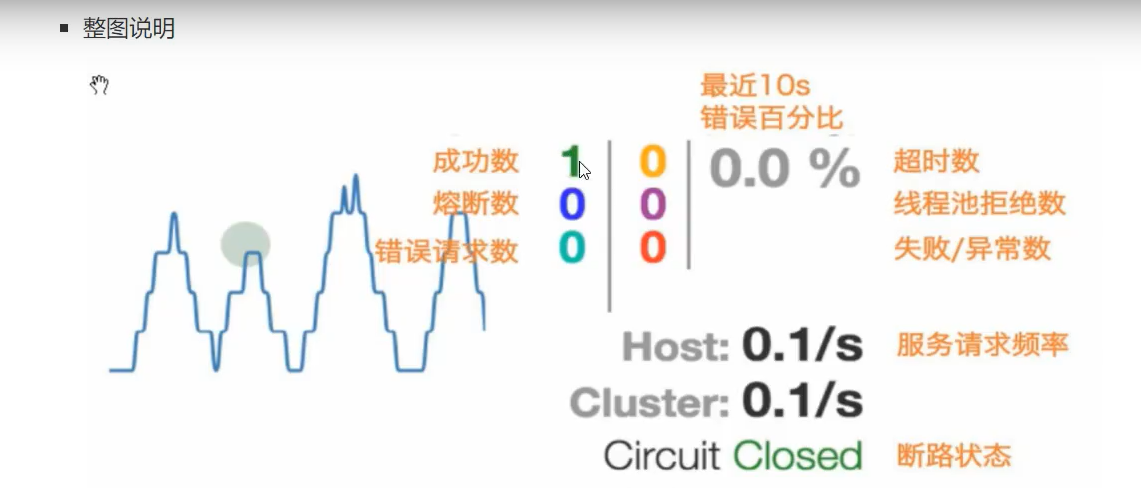 整图说明
最近10s
错误百分比
成功数 1 0 0.0 % 超时数
熔断数 0 0 线程池拒绝数
错误请求数 0 0 失败/异常数
Host: 0.1/s 服务请求频率
Cluster: 0.1/s
Circuit Closed 断路状态